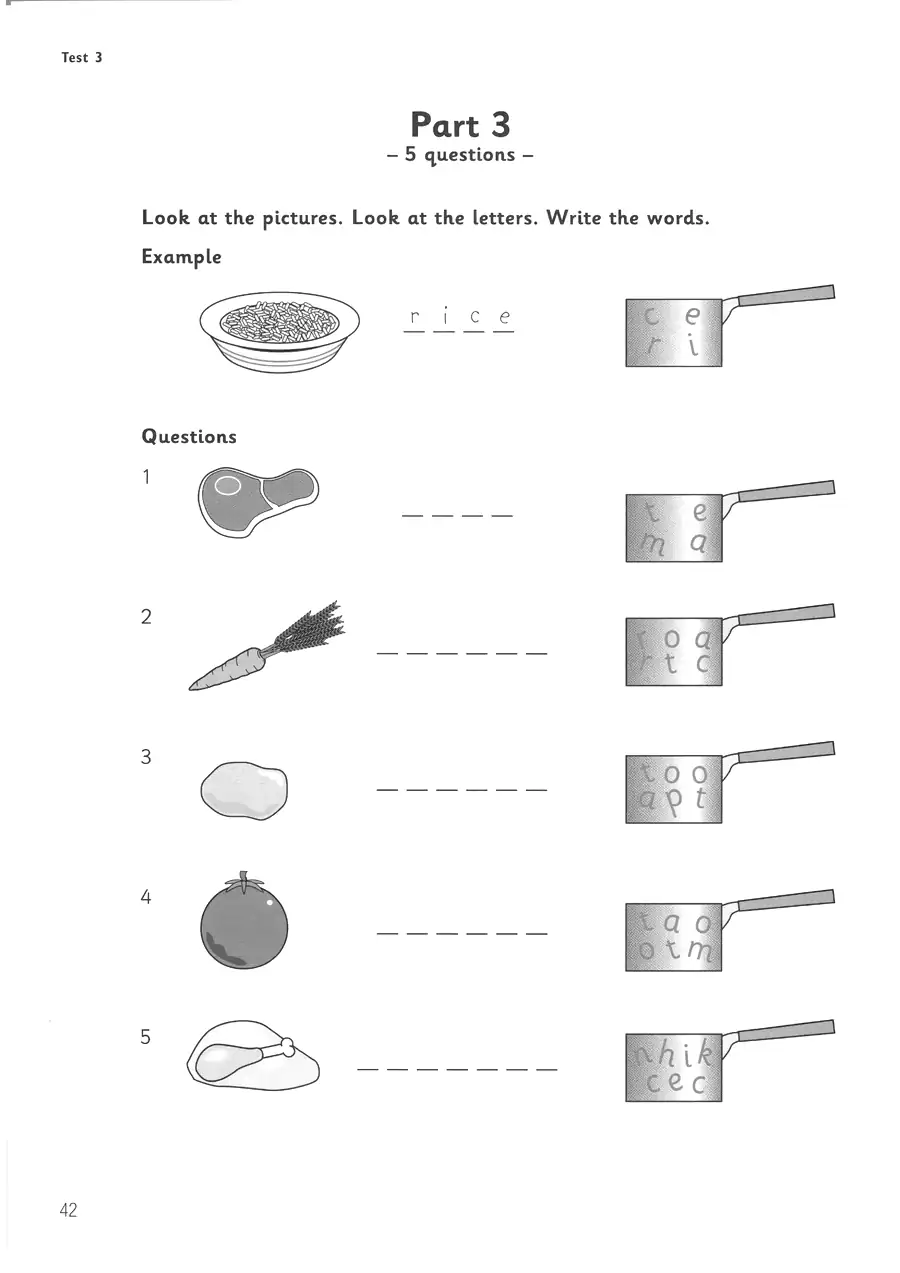 Test 3
Part 3
– 5 questions –
Look at the pictures. Look at the letters. Write the words.
Example
r i c e
c e
r i
Questions
1
t e
m a
2
r o a
r t c
3
t o o
a p t
4
t a o
o t m
5
n h i k
c e c
42